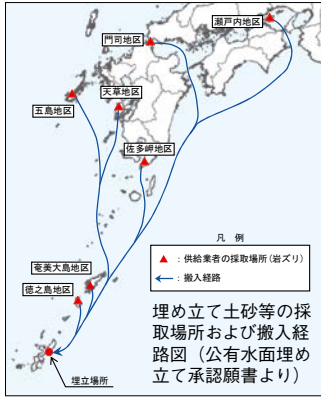 瀬戸内地区
門司地区
天草地区
五島地区
佐多岬地区
凡 例
▲ : 供給業者の採取場所(岩ズリ)
← : 搬入経路
奄美大島地区
徳之島地区
埋め立て土砂等の採
取場所および搬入経
路図（公有水面埋め
立て承認願書より）
埋立場所